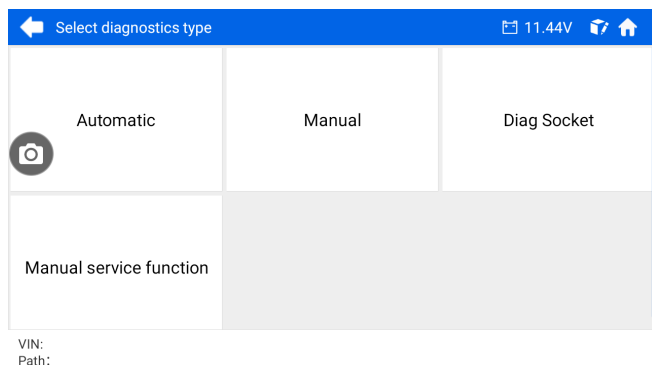 Select diagnostics type
11.44V
Automatic
Manual
Diag Socket
Manual service function
VIN:
Path: